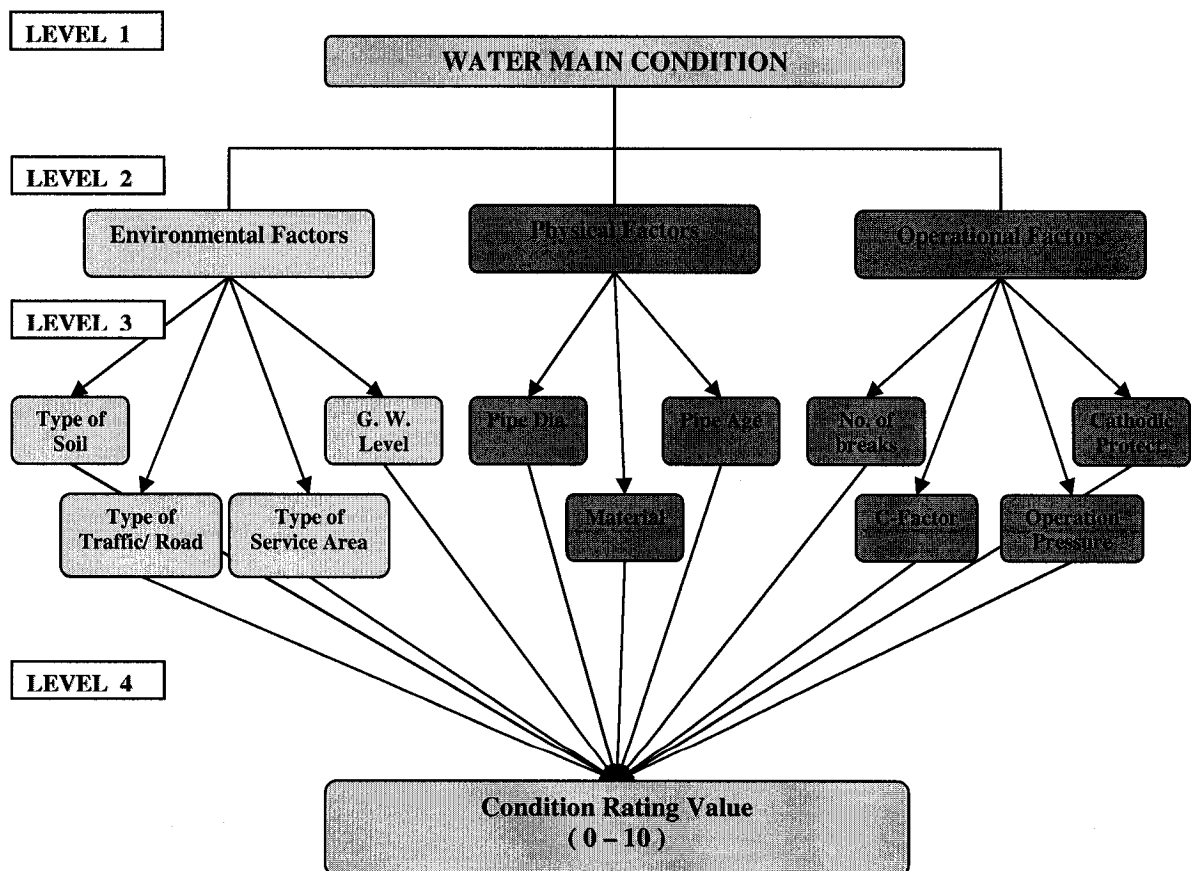 LEVEL 1
WATER MAIN CONDITION
LEVEL 2
Environmental Factors
Physical Factors
Operational Factors
LEVEL 3
Type of
Soil
G. W.
Level
Pipe Dia.
Pipe Age
No. of
breaks
Cathodic
Protect.
Type of
Traffic/ Road
Type of
Service Area
Material
C-Factor
Operation
Pressure
LEVEL 4
Condition Rating Value
( 0 – 10 )